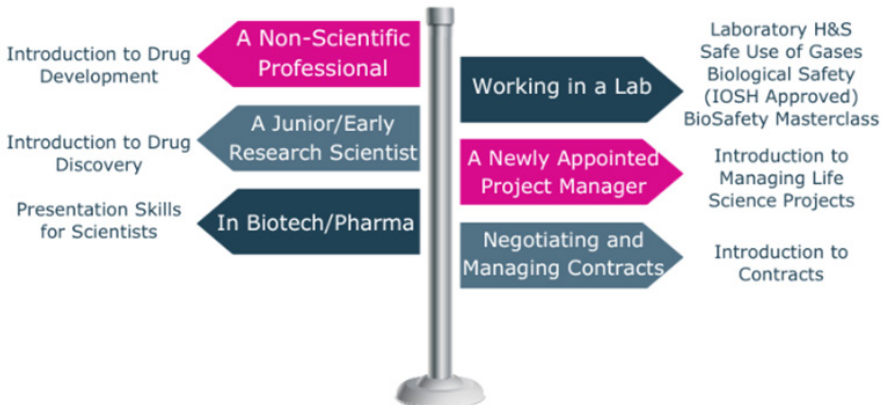 Introduction to Drug
Development
A Non-Scientific
Professional
Introduction to Drug
Discovery
A Junior/Early
Research Scientist
Presentation Skills
for Scientists
In Biotech/Pharma
Working in a Lab
Laboratory H&S
Safe Use of Gases
Biological Safety
(IOSH Approved)
BioSafety Masterclass
A Newly Appointed
Project Manager
Introduction to
Managing Life
Science Projects
Negotiating and
Managing Contracts
Introduction to
Contracts